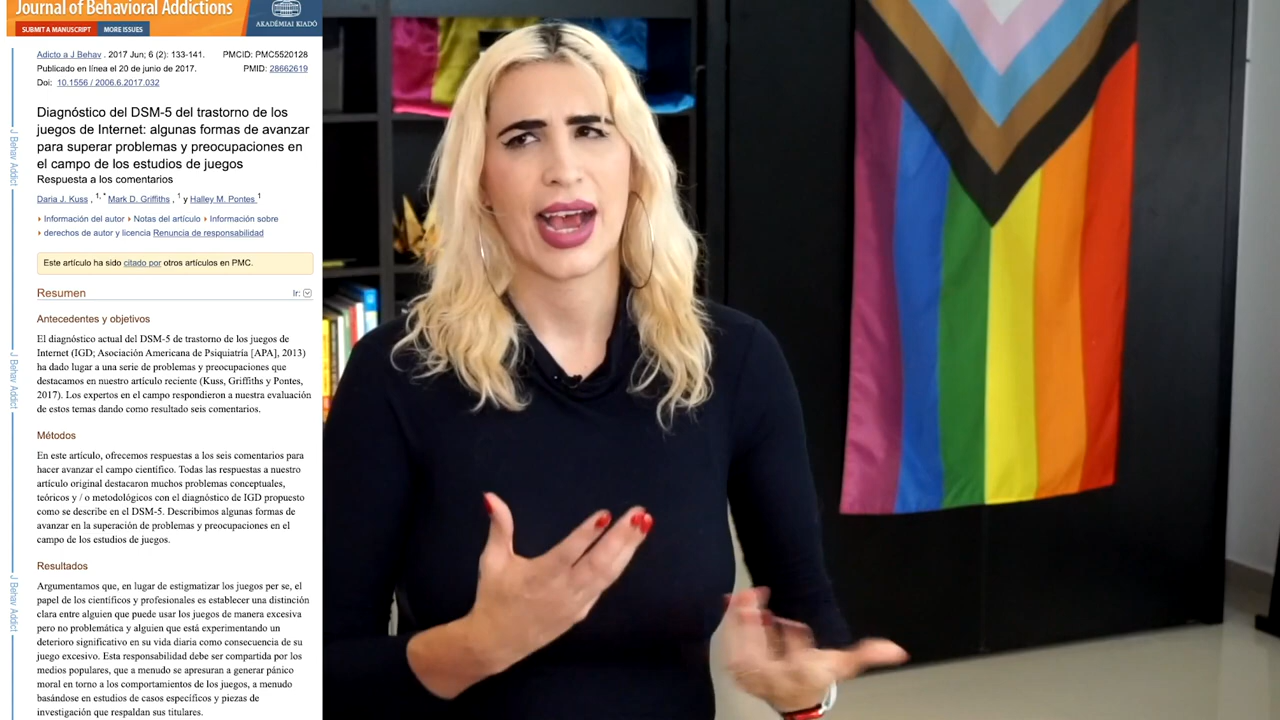 Journal of Behavioral Addictions
AKADÉMIAI KIADÓ
SUBMIT A MANUSCRIPT MORE ISSUES
Adicto a J Behav . 2017 Jun; 6 (2): 133-141. PMCID: PMC5520128
Publicado en línea el 20 de junio de 2017. PMID: 28662619
Doi: 10.1556 / 2006.6.2017.032
Diagnóstico del DSM-5 del trastorno de los
juegos de Internet: algunas formas de avanzar
para superar problemas y preocupaciones en
el campo de los estudios de juegos
Respuesta a los comentarios
Daria J. Kuss , 1, * Mark D. Griffiths , 1 y Halley M. Pontes 1
Información del autor Notas del artículo Información sobre
derechos de autor y licencia Renuncia de responsabilidad
Este artículo ha sido citado por otros artículos en PMC.
Resumen Ir:
Antecedentes y objetivos
El diagnóstico actual del DSM-5 de trastorno de los juegos de
Internet (IGD; Asociación Americana de Psiquiatría [APA], 2013)
ha dado lugar a una serie de problemas y preocupaciones que
destacamos en nuestro artículo reciente (Kuss, Griffiths y Pontes,
2017). Los expertos en el campo respondieron a nuestra evaluación
de estos temas dando como resultado seis comentarios.
Métodos
En este artículo, ofrecemos respuestas a los seis comentarios para
hacer avanzar el campo científico. Todas las respuestas a nuestro
artículo original destacaron muchos problemas conceptuales,
teóricos y / o metodológicos con el diagnóstico de IGD propuesto
como se describe en el DSM-5. Describimos algunas formas de
avanzar en la superación de problemas y preocupaciones en el
campo de los estudios de juegos.
Resultados
Argumentamos que, en lugar de estigmatizar los juegos per se, el
papel de los científicos y profesionales es establecer una distinción
clara entre alguien que puede usar los juegos de manera excesiva
pero no problemática y alguien que está experimentando un
deterioro significativo en su vida diaria como consecuencia de su
juego excesivo. Esta responsabilidad debe ser compartida por los
medios populares, que a menudo se apresuran a generar pánico
moral en torno a los comportamientos de los juegos, a menudo
basándose en estudios de casos específicos y piezas de
investigación que respaldan sus titulares.
J Behav Addict
J Behav Addict
J Behav Addict